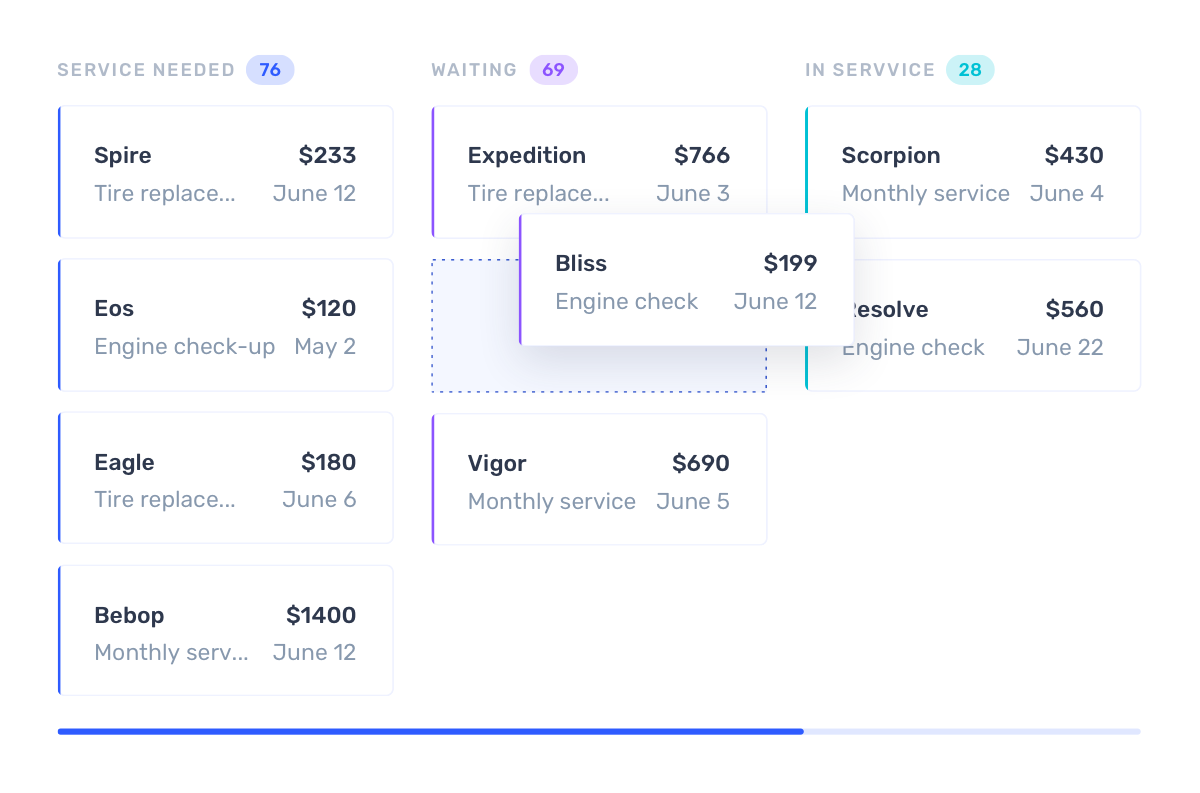 SERVICE NEEDED 76
Spire $233
Tire replace... June 12
Eos $120
Engine check-up May 2
Eagle $180
Tire replace... June 6
Bebop $1400
Monthly serv... June 12
WAITING 69
Expedition $766
Tire replace... June 3
Bliss $199
Engine check June 12
Vigor $690
Monthly service June 5
IN SERVVICE 28
Scorpion $430
Monthly service June 4
Resolve $560
Engine check June 22